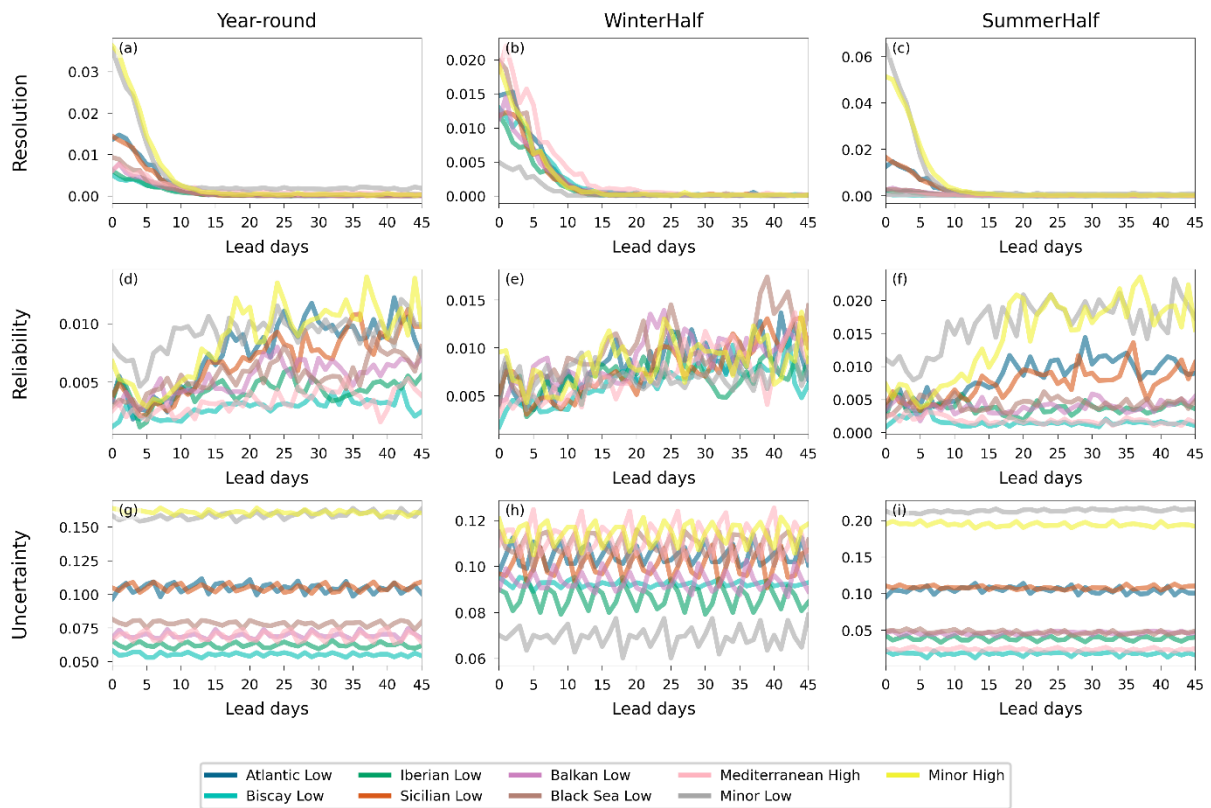 Year-round WinterHalf SummerHalf
(a) (b) (c)
Resolution
0.03 0.02 0.01 0.00
0.020 0.015 0.010 0.005 0.000
0.06 0.04 0.02 0.00
0 5 10 15 20 25 30 35 40 45
0 5 10 15 20 25 30 35 40 45
0 5 10 15 20 25 30 35 40 45
Lead days Lead days Lead days
(d) (e) (f)
Reliability
0.010 0.005
0.015 0.010 0.005
0.020 0.015 0.010 0.005 0.000
0 5 10 15 20 25 30 35 40 45
0 5 10 15 20 25 30 35 40 45
0 5 10 15 20 25 30 35 40 45
Lead days Lead days Lead days
(g) (h) (i)
Uncertainty
0.150 0.125 0.100 0.075 0.050
0.12 0.10 0.08 0.06
0.20 0.15 0.10 0.05
0 5 10 15 20 25 30 35 40 45
0 5 10 15 20 25 30 35 40 45
0 5 10 15 20 25 30 35 40 45
Lead days Lead days Lead days
Atlantic Low Iberian Low Balkan Low Mediterranean High Minor High
Biscay Low Sicilian Low Black Sea Low Minor Low